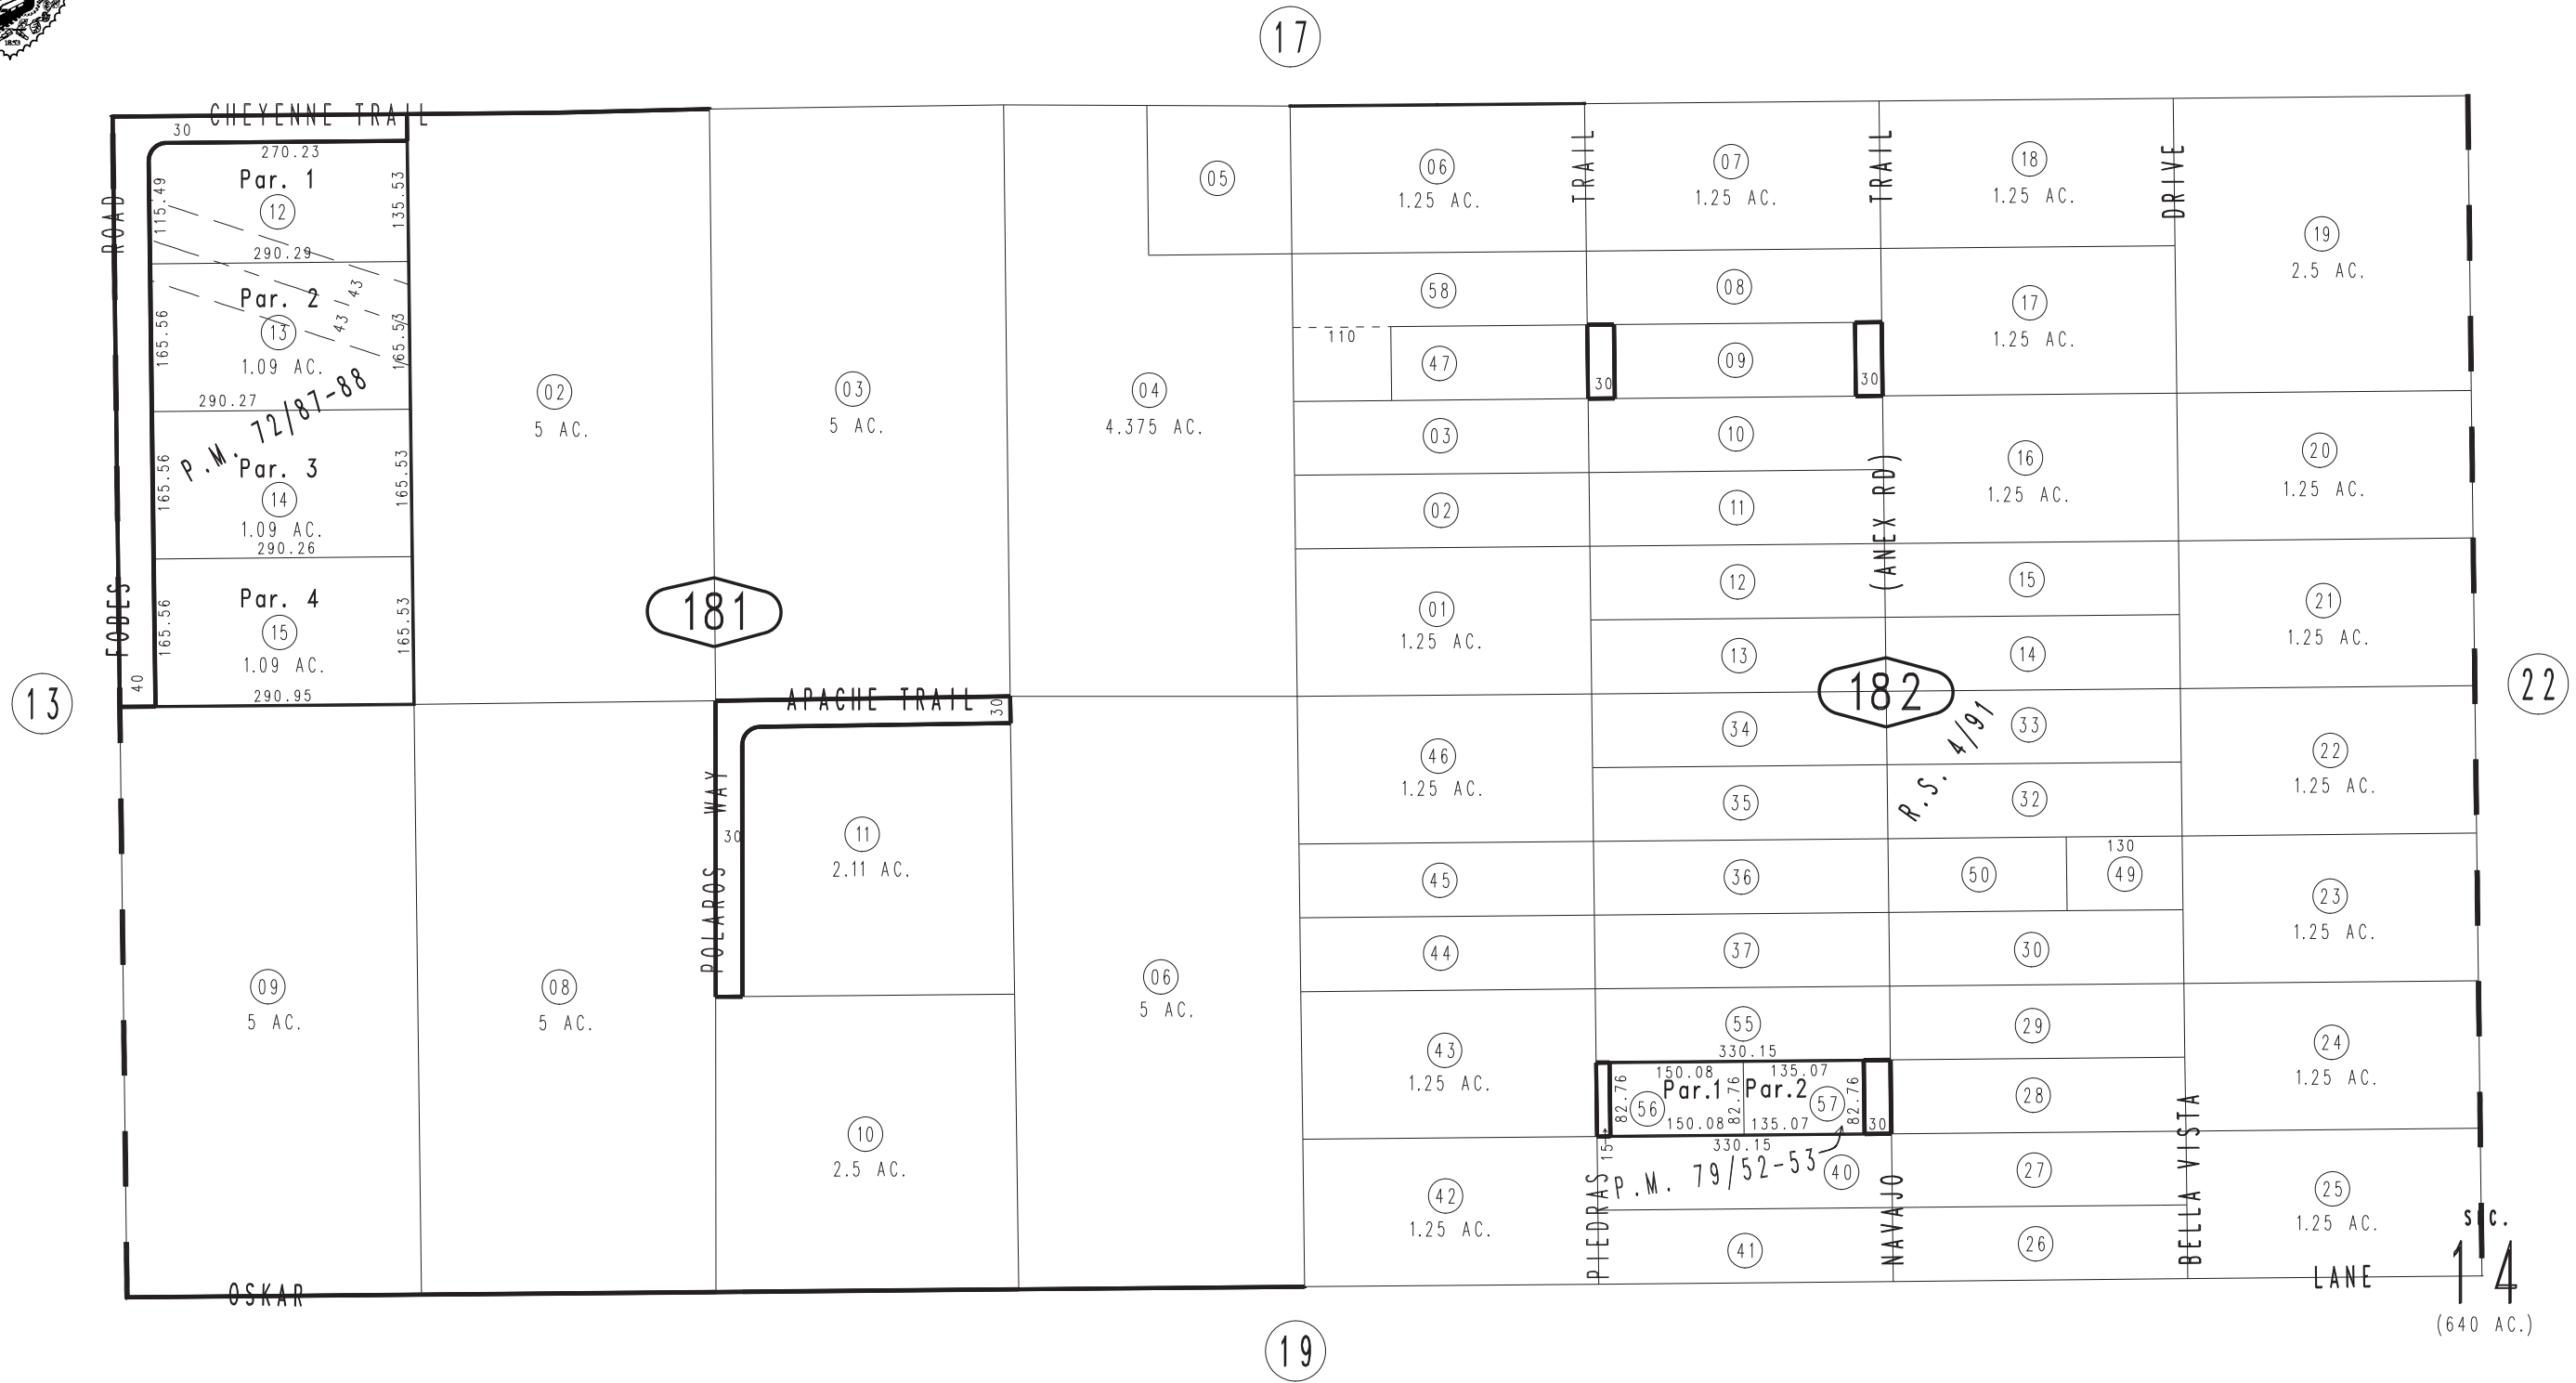 1853
17
CHEYENNE TRAIL
30
270.23
Par. 1
12
115.49
135.53
290.29
Par. 2
13
43
43
1.09 AC.
165.56
165.53
290.27
P.M. 72/87-88
Par. 3
14
1.09 AC.
165.56
165.53
290.26
Par. 4
15
1.09 AC.
165.56
165.53
290.95
40
FODES ROAD
13
02
5 AC.
03
5 AC.
04
4.375 AC.
05
181
APACHE TRAIL
30
POLAROS WAY
30
11
2.11 AC.
09
5 AC.
08
5 AC.
10
2.5 AC.
06
5 AC.
OSKAR LANE
06
1.25 AC.
58
110
47
03
02
01
1.25 AC.
46
1.25 AC.
45
44
43
1.25 AC.
42
1.25 AC.
PIEDRAS TRAIL
07
1.25 AC.
08
30
09
30
10
11
12
13
34
35
36
37
55
330.15
150.08
135.07
82.76
56
Par.1
82.76
Par.2
57
82.76
150.08
135.07
30
330.15
15
P.M. 79/52-53
40
41
NAVAJO TRAIL
(ANEX RD)
182
R.S. 4/91
18
1.25 AC.
17
1.25 AC.
16
1.25 AC.
15
14
33
32
50
130
49
30
29
28
27
26
BELLA VISTA DRIVE
19
2.5 AC.
20
1.25 AC.
21
1.25 AC.
22
1.25 AC.
23
1.25 AC.
24
1.25 AC.
25
1.25 AC.
22
14
(640 AC.)
19